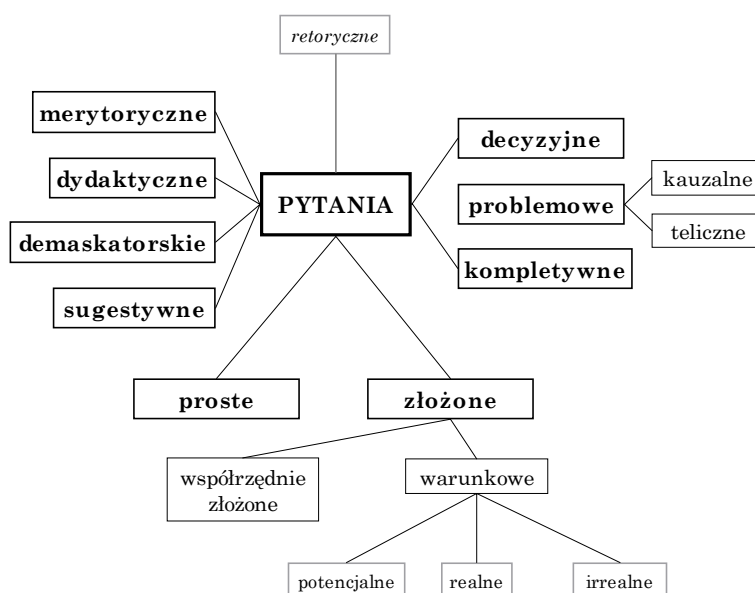 retoryczne
merytoryczne
decyzyjne
dydaktyczne
kauzalne
PYTANIA
problemowe
demaskatorskie
teliczne
kompletywne
sugestywne
proste
złożone
współrzędnie
złożone
warunkowe
potencjalne
realne
irrealne